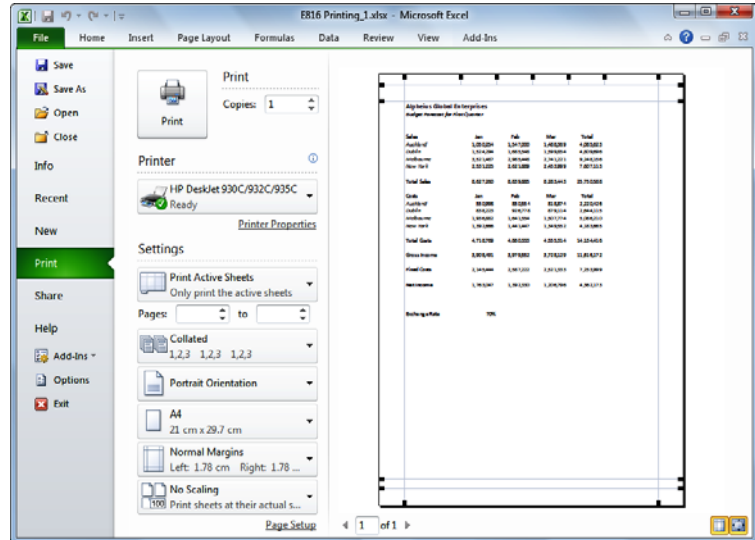 E816 Printing_1.xlsx - Microsoft Excel
File Home Insert Page Layout Formulas Data Review View Add-Ins
Save
Save As
Open
Close
Info
Recent
New
Print
Share
Help
Add-Ins
Options
Exit
Print
Print
Copies: 1
Printer
HP DeskJet 930C/932C/935C
Ready
Printer Properties
Settings
Print Active Sheets
Only print the active sheets
Pages: to
Collated
1,2,3 1,2,3 1,2,3
Portrait Orientation
A4
21 cm x 29.7 cm
Normal Margins
Left: 1.78 cm Right: 1.78 ...
No Scaling
100 Print sheets at their actual s...
Page Setup
Alpheius Global Enterprises
Budget Forecast for First Quarter
Sales Jan Feb Mar Total
Auckland
Dublin
Melbourne
New York
Total Sales
Costs Jan Feb Mar Total
Auckland
Dublin
Melbourne
New York
Total Costs
Gross Income
Fixed Costs
Net Income
Exchange Rate
1 of 1